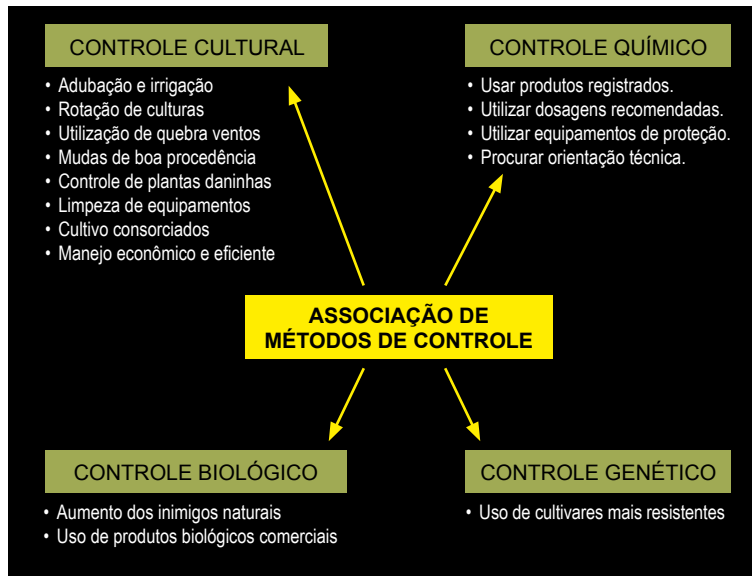 CONTROLE CULTURAL
• Adubação e irrigação
• Rotação de culturas
• Utilização de quebra ventos
• Mudas de boa procedência
• Controle de plantas daninhas
• Limpeza de equipamentos
• Cultivo consorciados
• Manejo econômico e eficiente
CONTROLE QUÍMICO
• Usar produtos registrados.
• Utilizar dosagens recomendadas.
• Utilizar equipamentos de proteção.
• Procurar orientação técnica.
ASSOCIAÇÃO DE
MÉTODOS DE CONTROLE
CONTROLE BIOLÓGICO
• Aumento dos inimigos naturais
• Uso de produtos biológicos comerciais
CONTROLE GENÉTICO
• Uso de cultivares mais resistentes